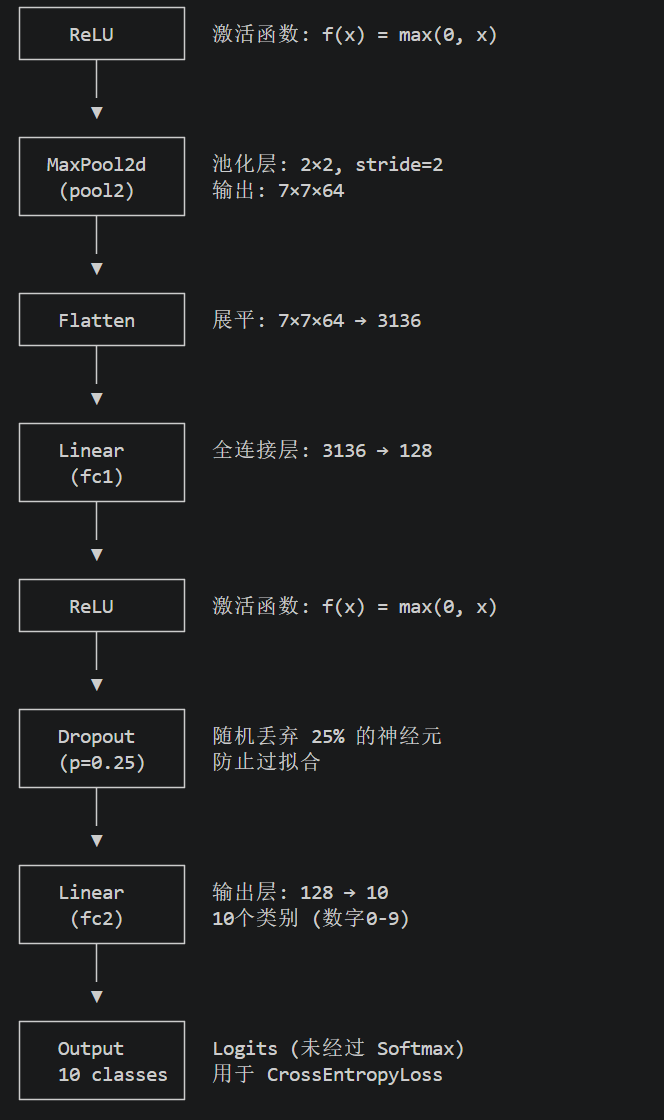 ReLU 激活函数: f(x) = max(0, x)
MaxPool2d 池化层: 2×2, stride=2
(pool2) 输出: 7×7×64
Flatten 展平: 7×7×64 → 3136
Linear 全连接层: 3136 → 128
(fc1)
ReLU 激活函数: f(x) = max(0, x)
Dropout 随机丢弃 25% 的神经元
(p=0.25) 防止过拟合
Linear 输出层: 128 → 10
(fc2) 10个类别 (数字0-9)
Output Logits (未经过 Softmax)
10 classes 用于 CrossEntropyLoss